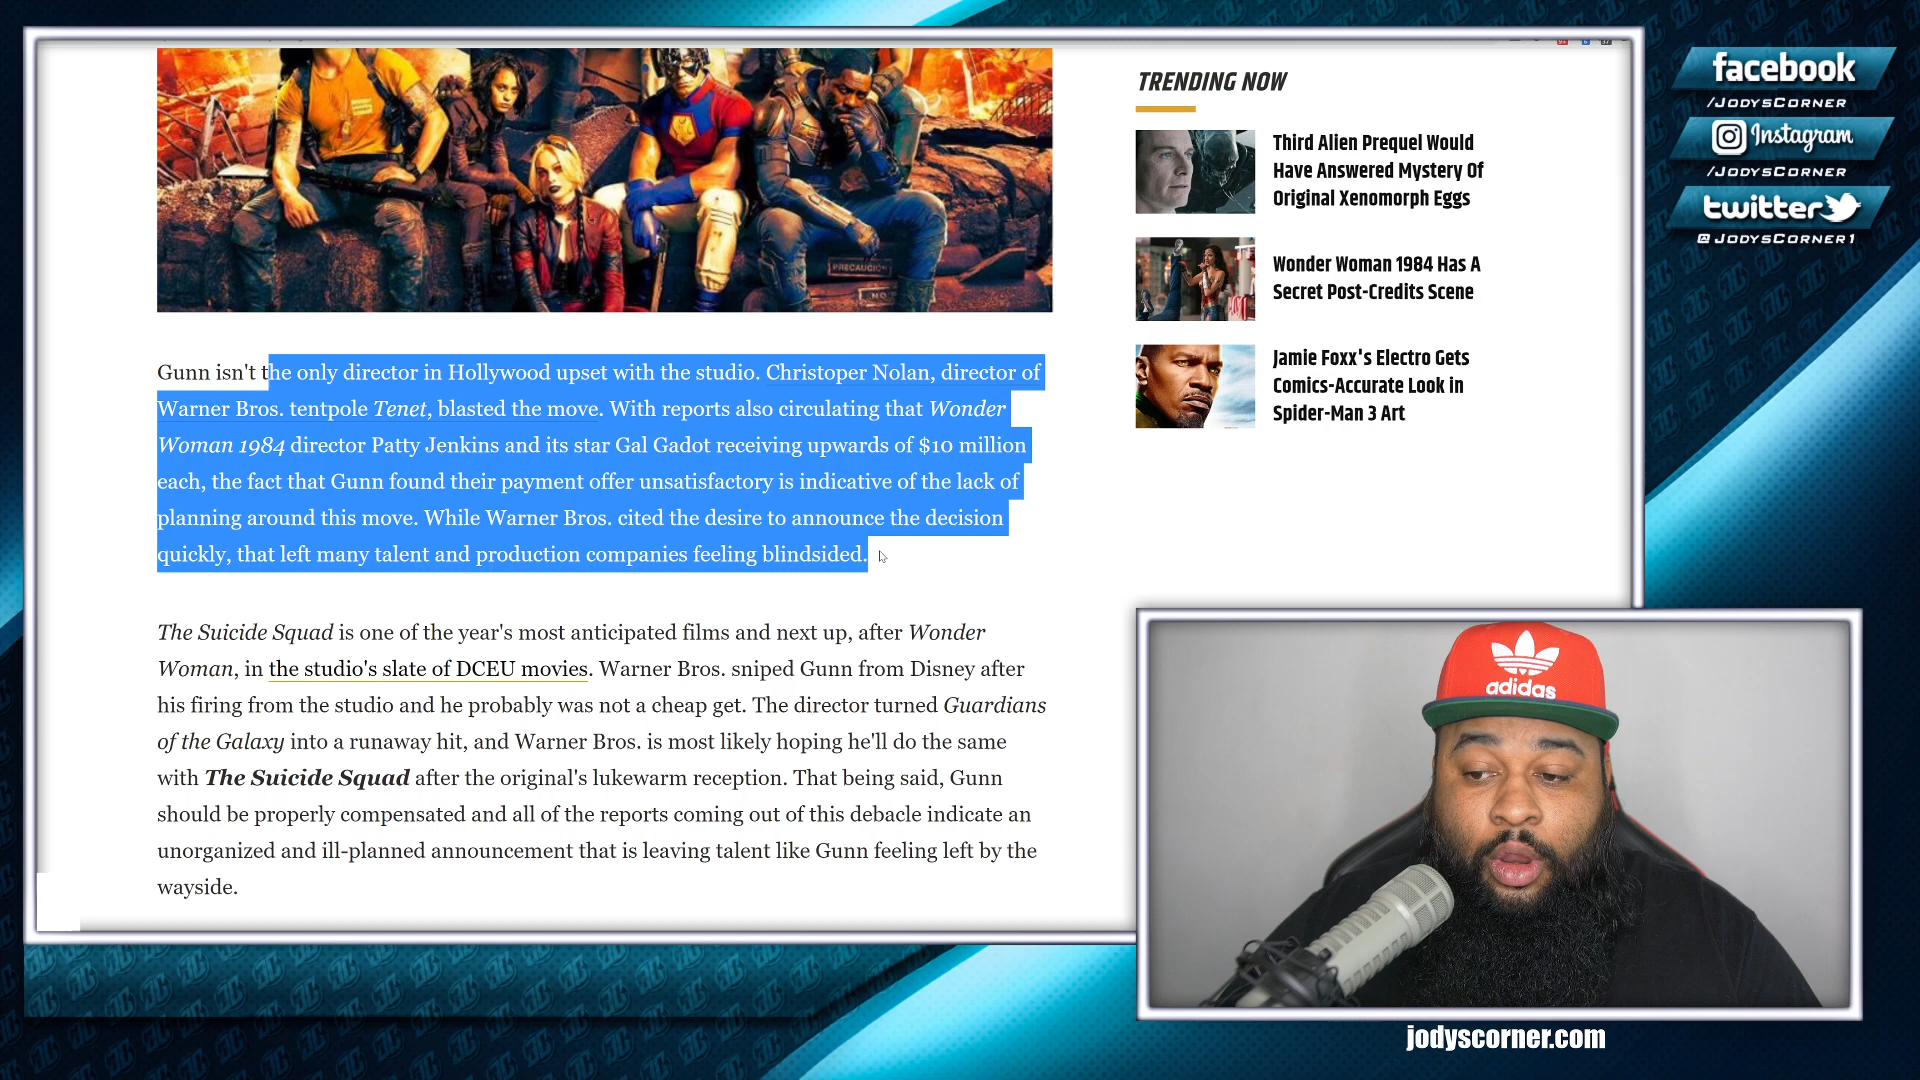 PRECAUCIÓN
NO
Gunn isn't the only director in Hollywood upset with the studio. Christoper Nolan, director of
Warner Bros. tentpole Tenet, blasted the move. With reports also circulating that Wonder
Woman 1984 director Patty Jenkins and its star Gal Gadot receiving upwards of $10 million
each, the fact that Gunn found their payment offer unsatisfactory is indicative of the lack of
planning around this move. While Warner Bros. cited the desire to announce the decision
quickly, that left many talent and production companies feeling blindsided.
The Suicide Squad is one of the year's most anticipated films and next up, after Wonder
Woman, in the studio's slate of DCEU movies. Warner Bros. sniped Gunn from Disney after
his firing from the studio and he probably was not a cheap get. The director turned Guardians
of the Galaxy into a runaway hit, and Warner Bros. is most likely hoping he'll do the same
with The Suicide Squad after the original's lukewarm reception. That being said, Gunn
should be properly compensated and all of the reports coming out of this debacle indicate an
unorganized and ill-planned announcement that is leaving talent like Gunn feeling left by the
wayside.
TRENDING NOW
Third Alien Prequel Would
Have Answered Mystery Of
Original Xenomorph Eggs
Wonder Woman 1984 Has A
Secret Post-Credits Scene
Jamie Foxx's Electro Gets
Comics-Accurate Look in
Spider-Man 3 Art
facebook
/JodysCorner
Instagram
/JodysCorner
twitter
@JodysCorner1
adidas
jodyscorner.com